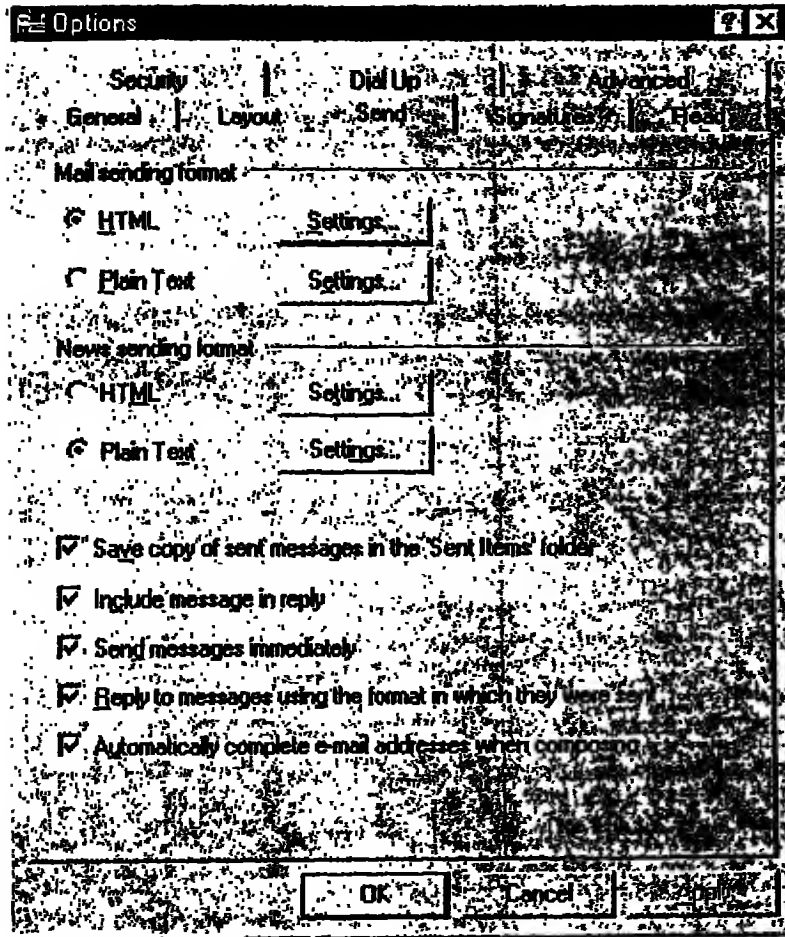 Options
Security Dial Up Advanced
General Layout Send Signatures Read
Mail sending format
HTML Settings...
Plain Text Settings...
News sending format
HTML Settings...
Plain Text Settings...
Save copy of sent messages in the 'Sent Items' folder
Include message in reply
Send messages immediately
Reply to messages using the format in which they were sent
Automatically complete e-mail addresses when composing
OK Cancel Apply